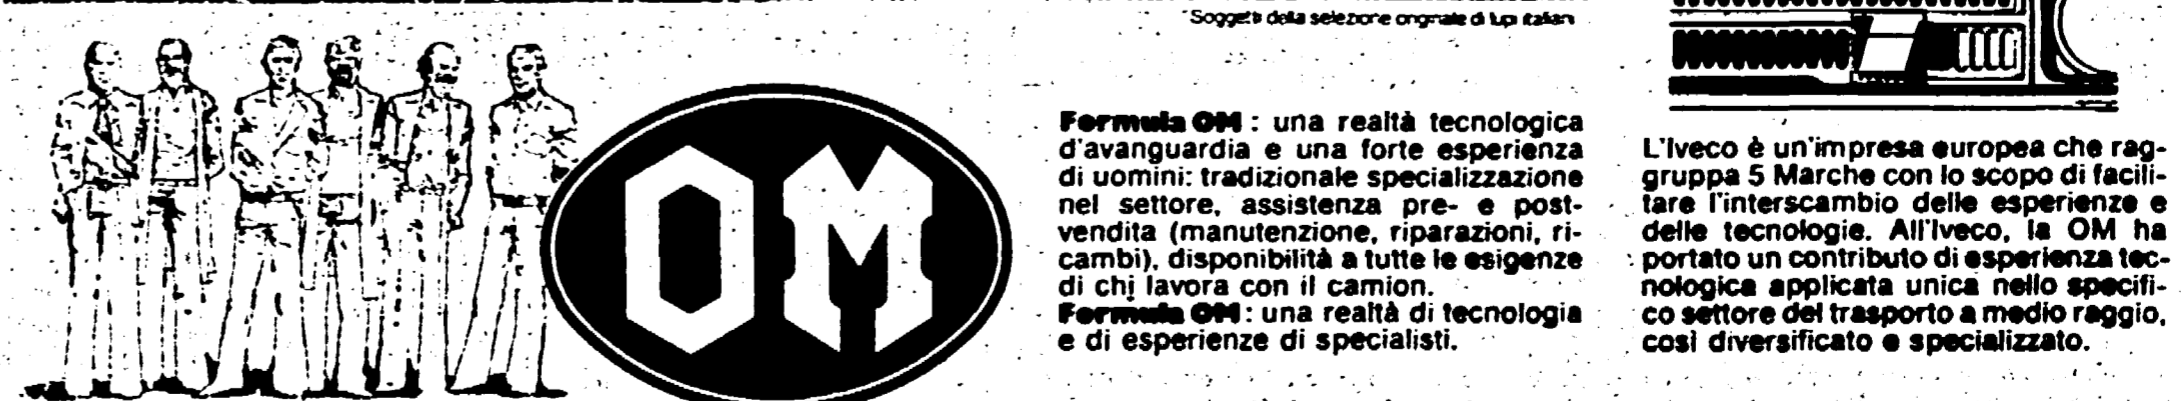 *Soggetti della selezione originale di lupi italiani
OM
Formula OM: una realtà tecnologica
d'avanguardia e una forte esperienza
di uomini: tradizionale specializzazione
nel settore, assistenza pre- e post-
vendita (manutenzione, riparazioni, ri-
cambi), disponibilità a tutte le esigenze
di chi lavora con il camion.
Formula OM: una realtà di tecnologia
e di esperienze di specialisti.
L'Iveco è un'impresa europea che rag-
gruppa 5 Marche con lo scopo di facili-
tare l'interscambio delle esperienze e
delle tecnologie. All'Iveco, la OM ha
portato un contributo di esperienza tec-
nologica applicata unica nello specifi-
co settore del trasporto a medio raggio,
così diversificato e specializzato.